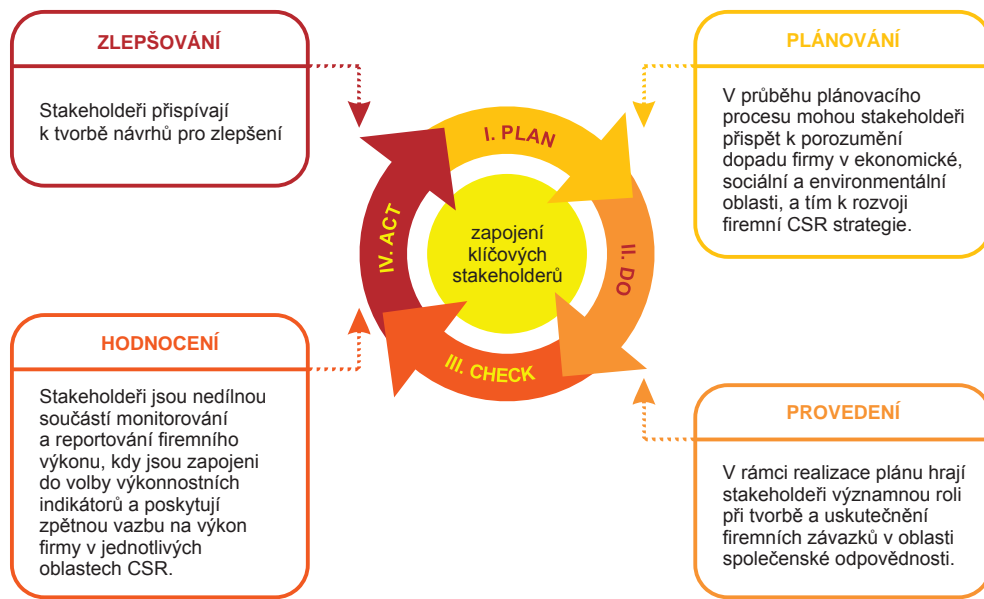 ZLEPŠOVÁNÍ
Stakeholdeři přispívají
k tvorbě návrhů pro zlepšení
PLÁNOVÁNÍ
V průběhu plánovacího
procesu mohou stakeholdeři
přispět k porozumění
dopadu firmy v ekonomické,
sociální a environmentální
oblasti, a tím k rozvoji
firemní CSR strategie.
I. PLAN
II. DO
III. CHECK
IV. ACT
zapojení
klíčových
stakeholderů
HODNOCENÍ
Stakeholdeři jsou nedílnou
součástí monitorování
a reportování firemního
výkonu, kdy jsou zapojeni
do volby výkonnostních
indikátorů a poskytují
zpětnou vazbu na výkon
firmy v jednotlivých
oblastech CSR.
PROVEDENÍ
V rámci realizace plánu hrají
stakeholdeři významnou roli
při tvorbě a uskutečnění
firemních závazků v oblasti
společenské odpovědnosti.